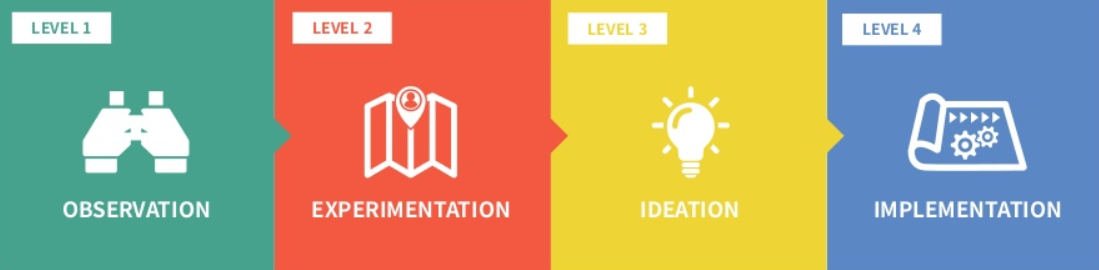 LEVEL 1
OBSERVATION
LEVEL 2
EXPERIMENTATION
LEVEL 3
IDEATION
LEVEL 4
IMPLEMENTATION